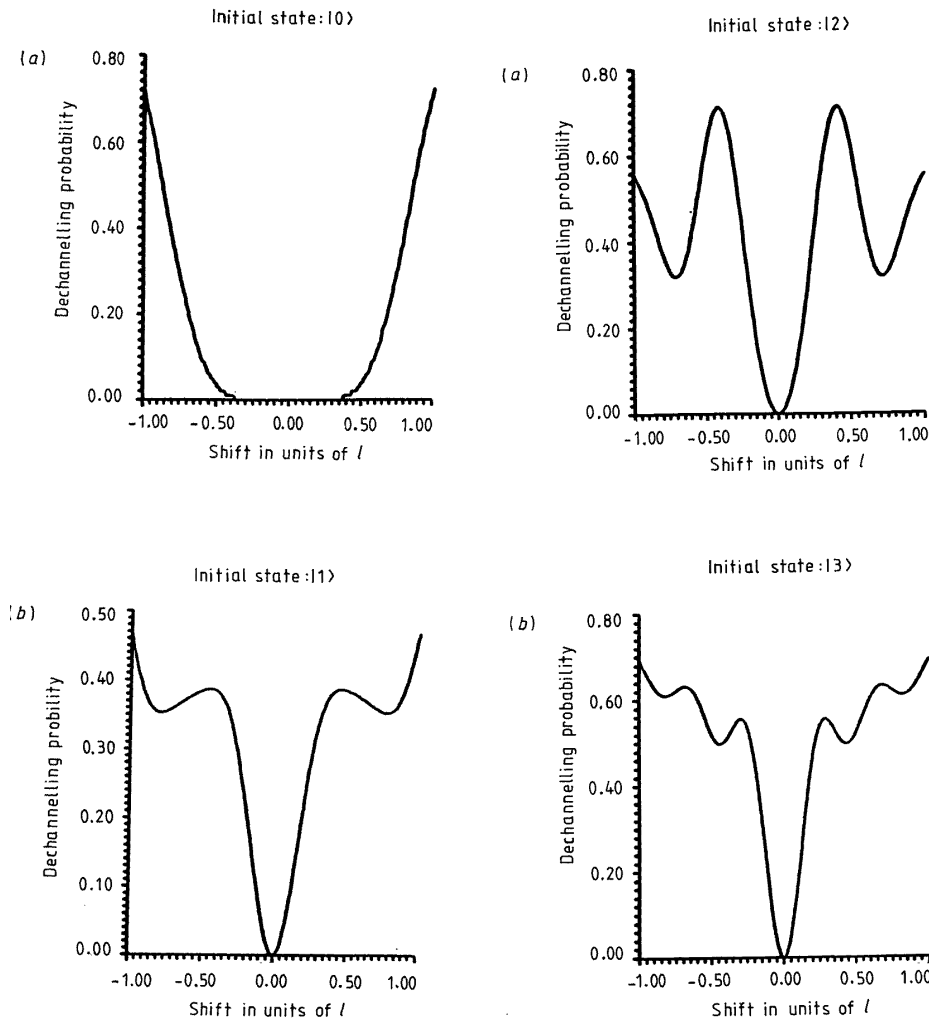 Initial state:|0>
(a)
0.80
0.60
0.40
0.20
0.00
Dechannelling probability
-1.00 -0.50 0.00 0.50 1.00
Shift in units of l
Initial state:|2>
(a)
0.80
0.60
0.40
0.20
0.00
Dechannelling probability
-1.00 -0.50 0.00 0.50 1.00
Shift in units of l
Initial state:|1>
(b)
0.50
0.40
0.30
0.20
0.10
0.00
Dechannelling probility
-1.00 -0.50 0.00 0.50 1.00
Shift in units of l
Initial state:|3>
(b)
0.80
0.60
0.40
0.20
0.00
Dechannelling probability
-1.00 -0.50 0.00 0.50 1.00
Shift in units of l